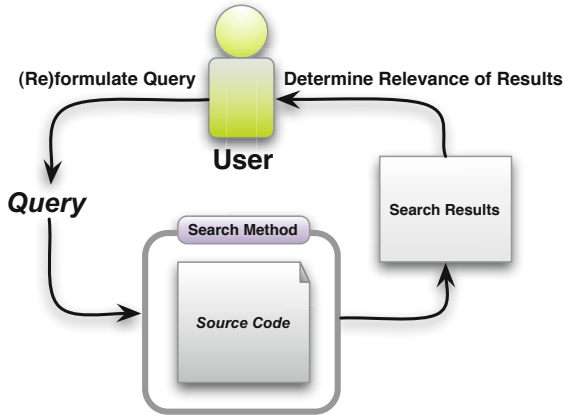 (Re)formulate Query
Determine Relevance of Results
User
Query
Search Results
Search Method
Source Code